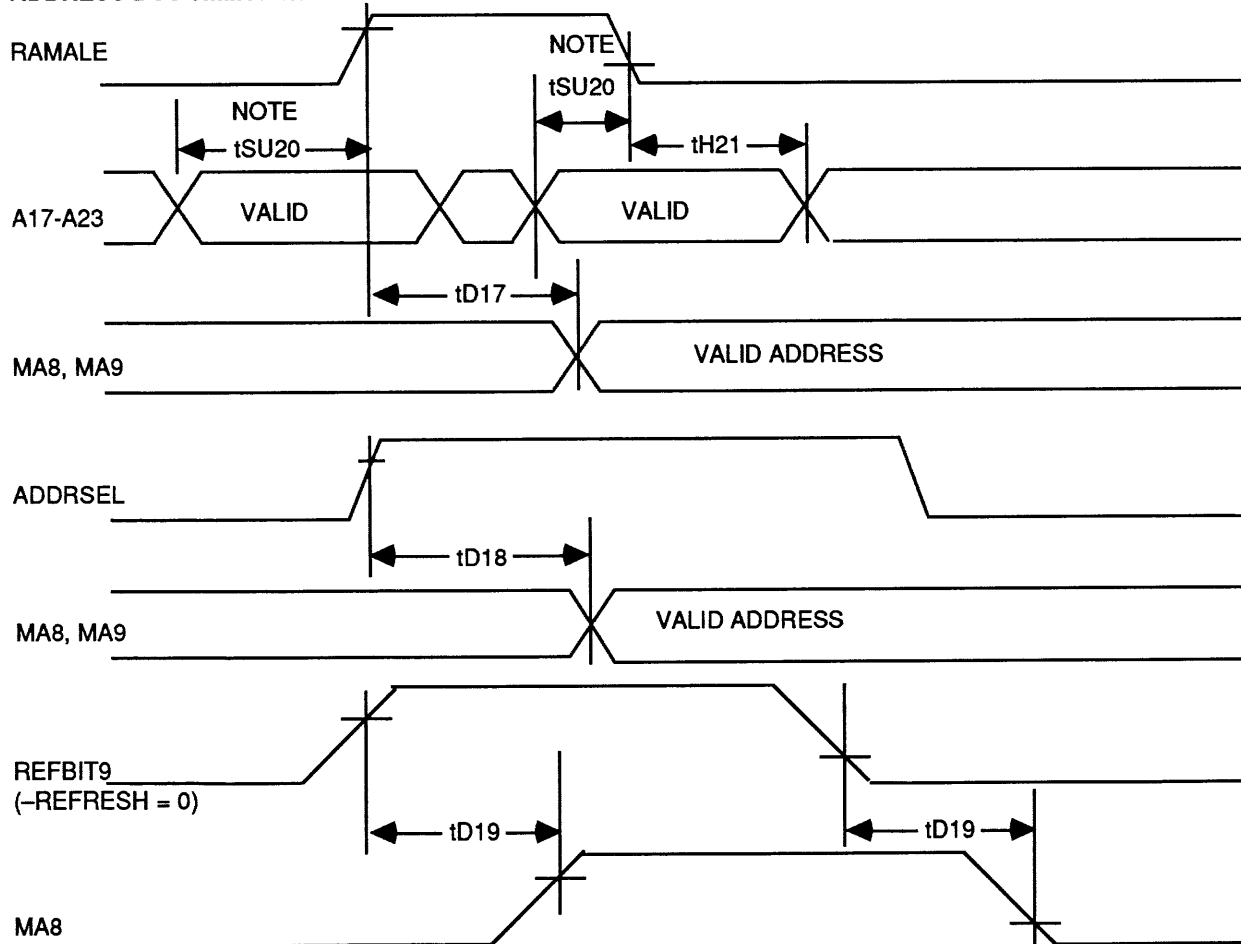 RAMALE
NOTE
tSU20
NOTE
tSU20
tH21
A17-A23
VALID
VALID
tD17
MA8, MA9
VALID ADDRESS
ADDRSEL
tD18
MA8, MA9
VALID ADDRESS
REFBIT9
(–REFRESH = 0)
tD19
tD19
MA8